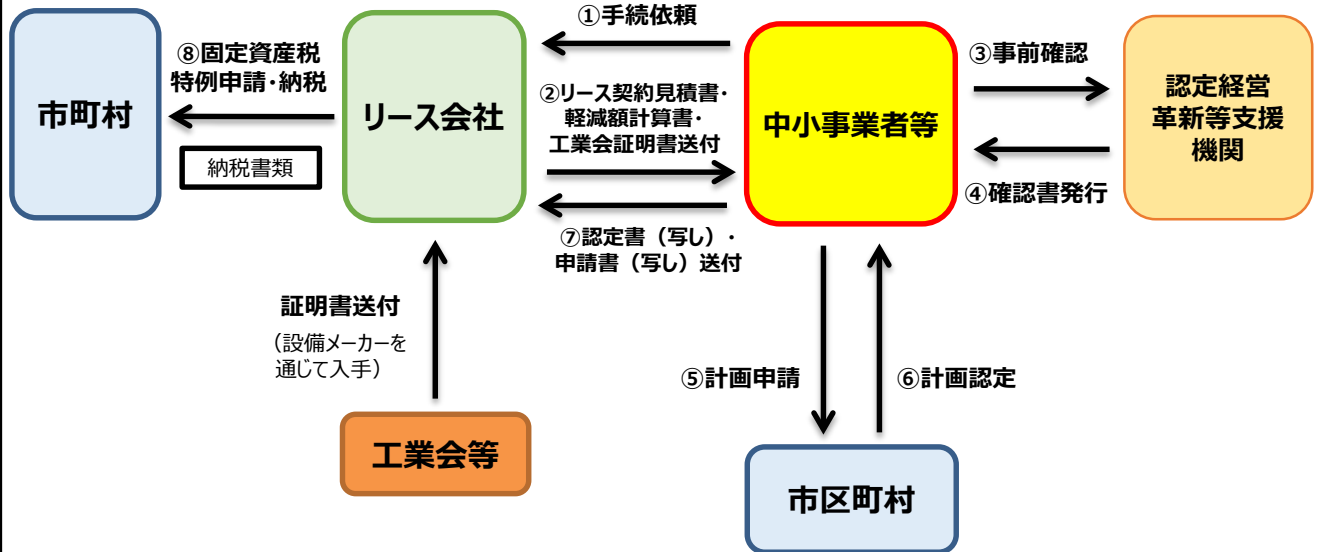 ①手続依頼
⑧固定資産税
特例申請・納税
市町村
納税書類
リース会社
②リース契約見積書・
軽減額計算書・
工業会証明書送付
⑦認定書（写し）・
申請書（写し）送付
中小事業者等
③事前確認
④確認書発行
認定経営
革新等支援
機関
証明書送付
（設備メーカーを
通じて入手）
工業会等
⑤計画申請
⑥計画認定
市区町村